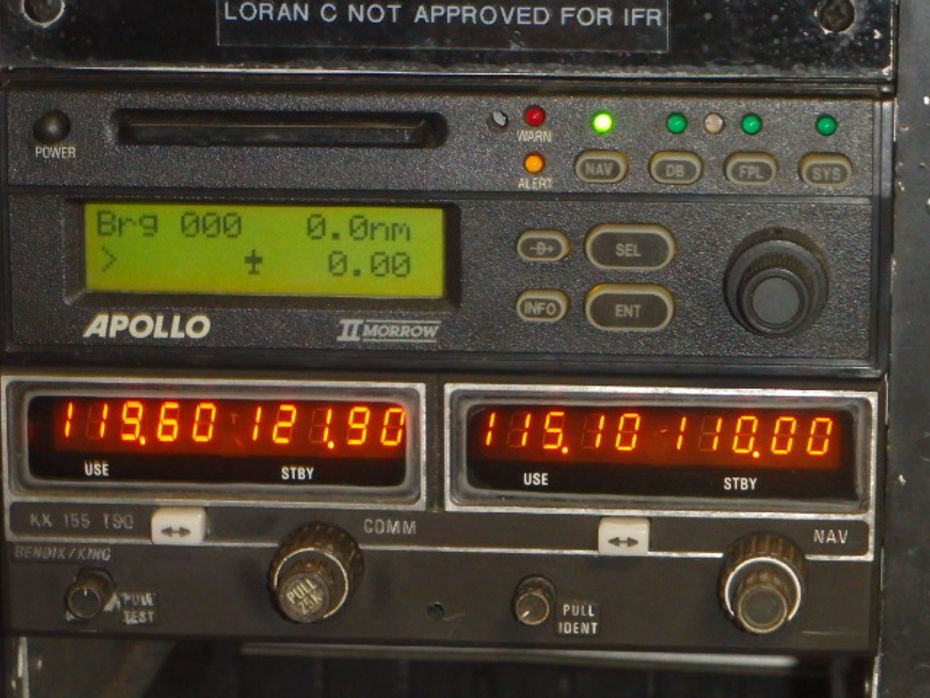 LORAN C NOT APPROVED FOR IFR
POWER
WARN
ALERT
NAV DB FPL SYS
Brg 000 0.0nm
> ± 0.00
D→ SEL
INFO ENT
APOLLO II MORROW
119.60 121.90
USE STBY
115.10 110.00
USE STBY
KX 155 TSO
COMM
NAV
BENDIX/KING
PULL
TEST
PULL
25K
PULL
IDENT